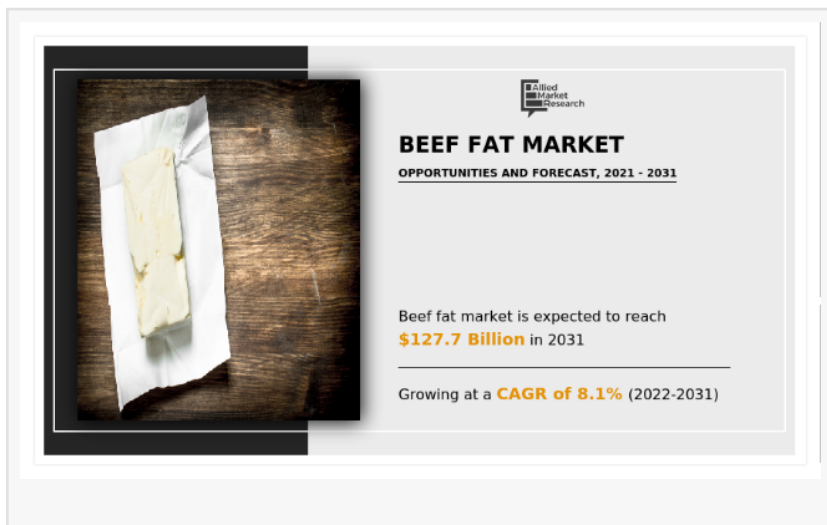 Allied
Market
Research
BEEF FAT MARKET
OPPORTUNITIES AND FORECAST, 2021 - 2031
Beef fat market is expected to reach
$127.7 Billion in 2031
Growing at a CAGR of 8.1% (2022-2031)